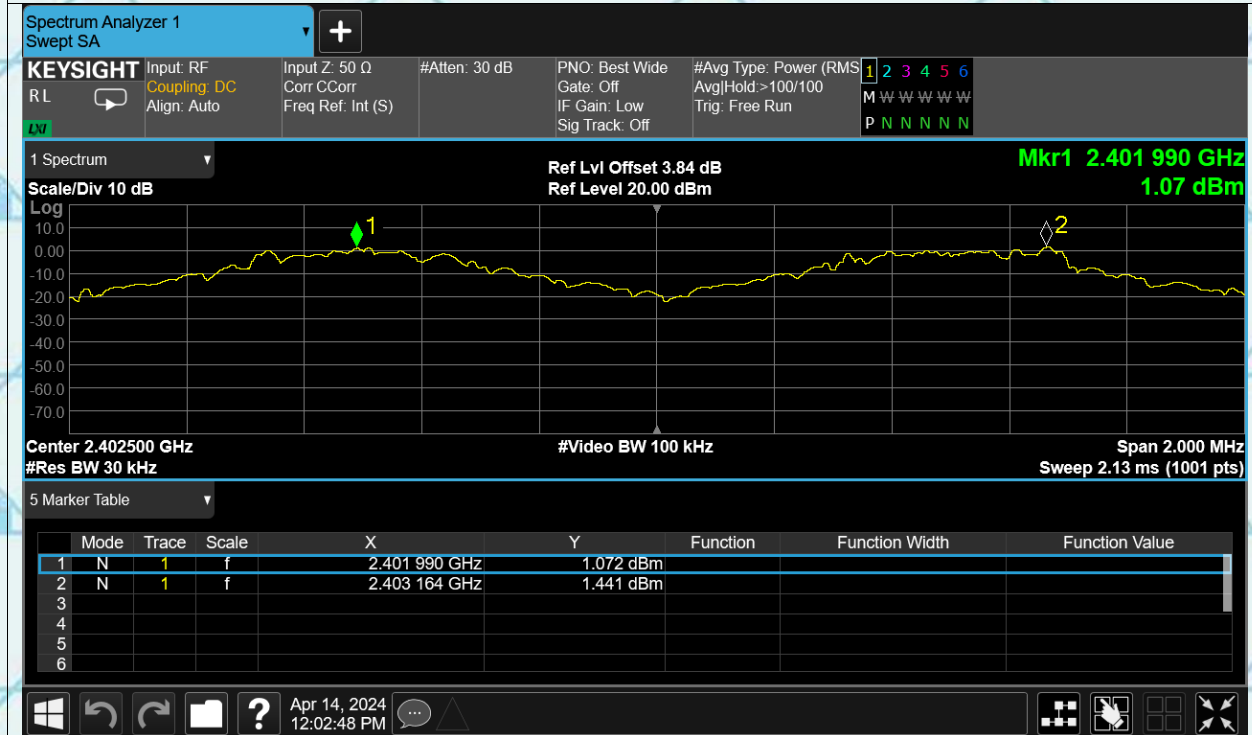 Spectrum Analyzer 1
Swept SA
+
KEYSIGHT
RL
LXI
Input: RF
Coupling: DC
Align: Auto
Input Z: 50 Ω
Corr CCorr
Freq Ref: Int (S)
#Atten: 30 dB
PNO: Best Wide
Gate: Off
IF Gain: Low
Sig Track: Off
#Avg Type: Power (RMS
Avg|Hold:>100/100
Trig: Free Run
1 2 3 4 5 6
M W W W W W
P N N N N N
1 Spectrum
Scale/Div 10 dB
Ref Lvl Offset 3.84 dB
Ref Level 20.00 dBm
Mkr1 2.401 990 GHz
1.07 dBm
Log
10.0
0.00
-10.0
-20.0
-30.0
-40.0
-50.0
-60.0
-70.0
1
2
Center 2.402500 GHz
#Res BW 30 kHz
#Video BW 100 kHz
Span 2.000 MHz
Sweep 2.13 ms (1001 pts)
5 Marker Table
Mode Trace Scale X Y Function Function Width Function Value
1 N 1 f 2.401 990 GHz 1.072 dBm
2 N 1 f 2.403 164 GHz 1.441 dBm
3
4
5
6
?
Apr 14, 2024
12:02:48 PM